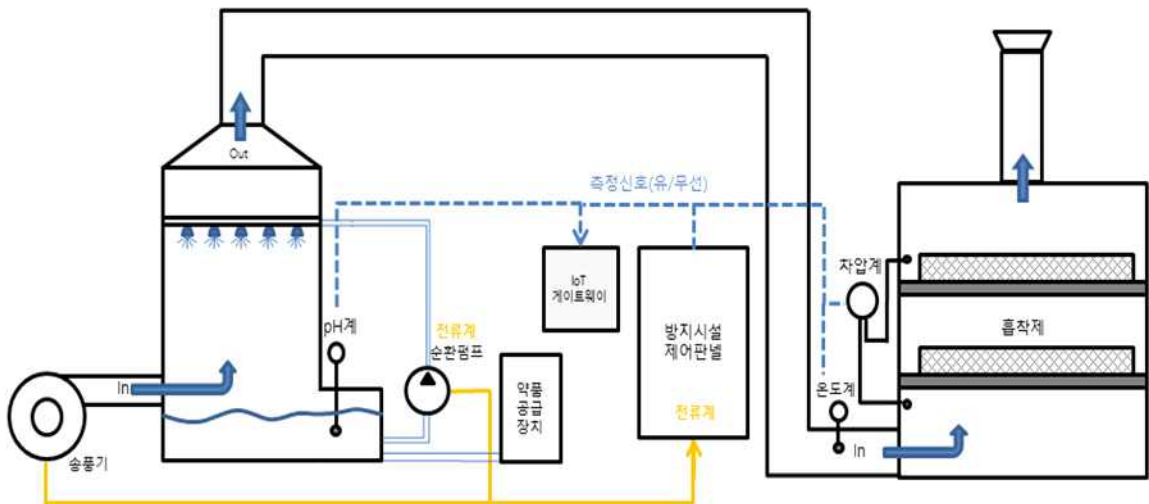 Out
측정신호(유/무선)
IoT
게이트웨이
차압계
pH계
전류계
순환펌프
방지시설
제어판넬
흡착제
In
약품
공급
장치
온도계
전류계
In
송풍기